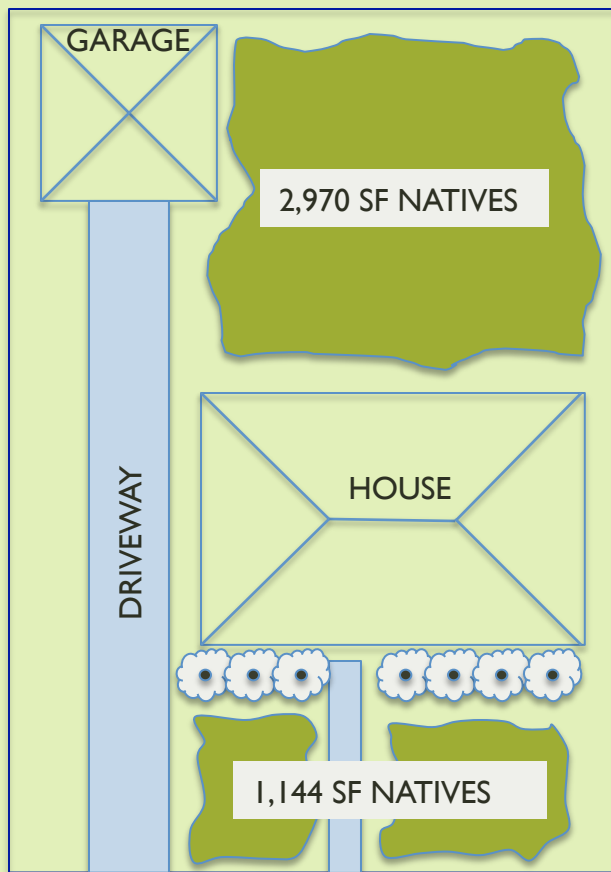 GARAGE
2,970 SF NATIVES
HOUSE
DRIVEWAY
1,144 SF NATIVES